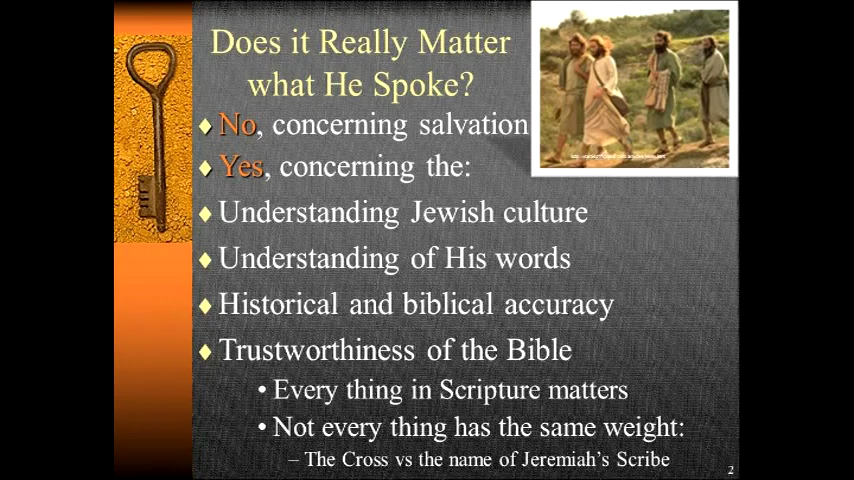 Does it Really Matter
what He Spoke?
♦ No, concerning salvation
♦ Yes, concerning the:
♦ Understanding Jewish culture
♦ Understanding of His words
♦ Historical and biblical accuracy
♦ Trustworthiness of the Bible
• Every thing in Scripture matters
• Not every thing has the same weight:
– The Cross vs the name of Jeremiah's Scribe
2